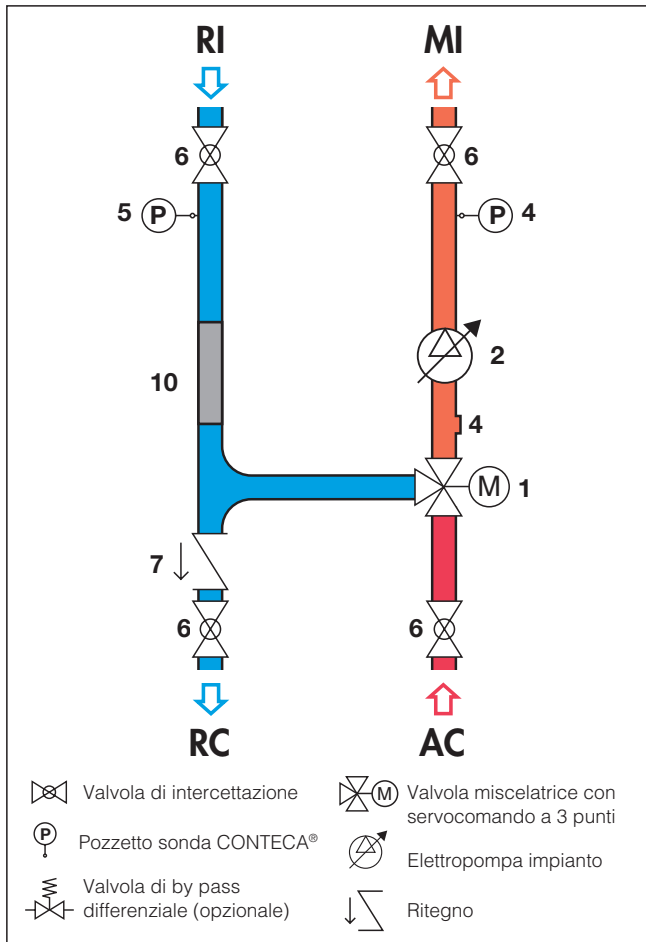 RI MI
6 6
5 P P 4
2
10
4
M 1
7
6 6
RC AC
Valvola di intercettazione
P Pozzetto sonda CONTECA®
Valvola di by pass
differenziale (opzionale)
M Valvola miscelatrice con
servocomando a 3 punti
Elettropompa impianto
Ritegno